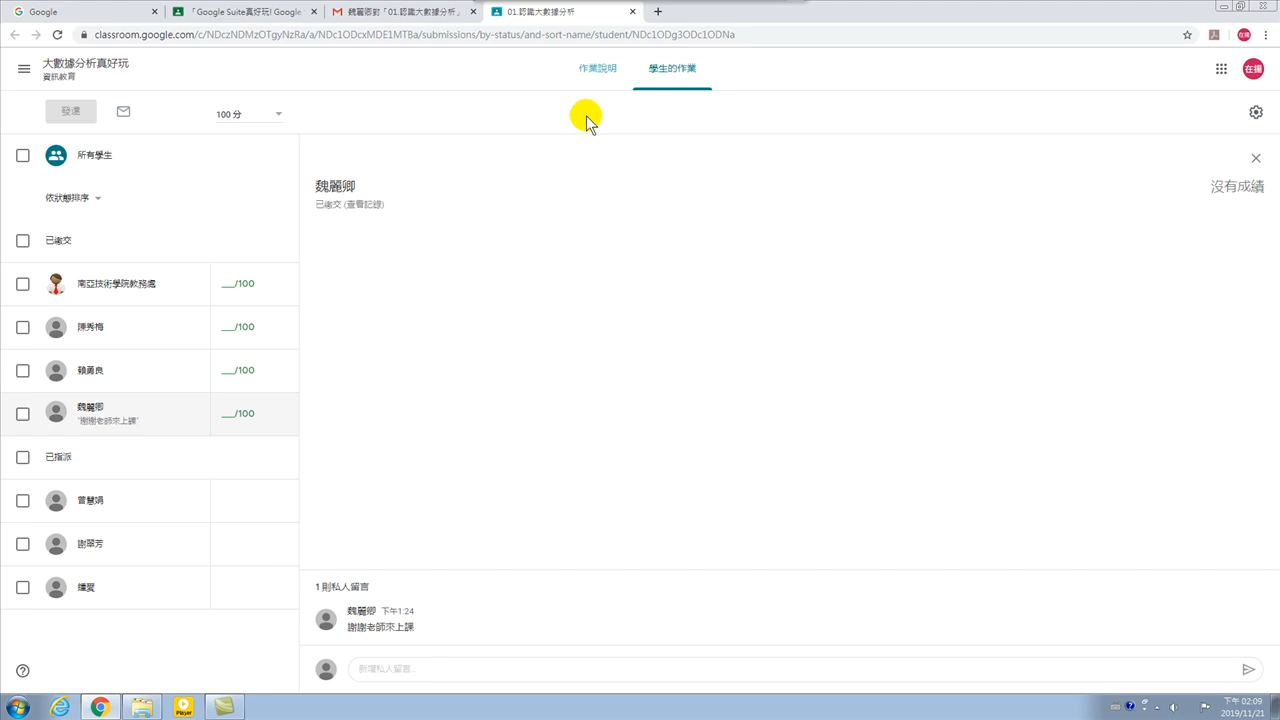 Google
「Google Suite真好玩! Google
魏麗卿對「01.認識大數據分析」
01.認識大數據分析
classroom.google.com/c/NDczNDMzOTgyNzRa/a/NDc1ODcxMDE1MTBa/submissions/by-status/and-sort-name/student/NDc1ODg3ODc1ODNa
在揚
大數據分析真好玩
資訊教育
作業說明
學生的作業
在揚
發還
100 分
所有學生
依狀態排序
魏麗卿
沒有成績
已繳交 (查看記錄)
已繳交
南亞技術學院教務處
___/100
陳秀梅
___/100
賴勇良
___/100
魏麗卿
___/100
"謝謝老師來上課"
已指派
曾慧娟
謝翠芳
1 則私人留言
魏麗卿 下午1:24
謝謝老師來上課
新增私人留言...
Player
下午 02:09
2019/11/21